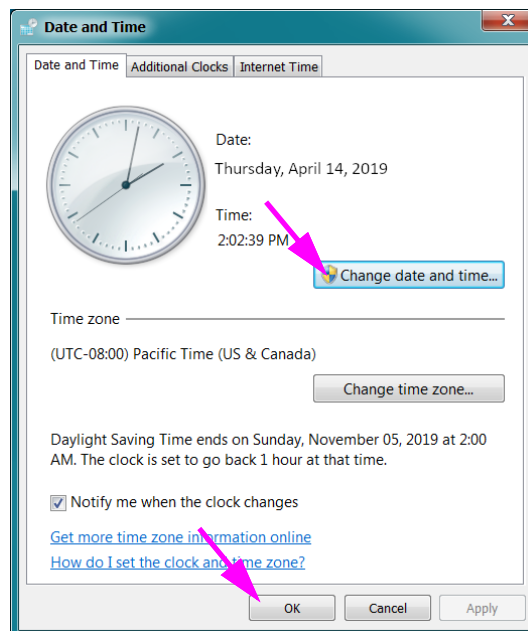 Date and Time
Date and Time
Additional Clocks
Internet Time
Date:
Thursday, April 14, 2019
Time:
2:02:39 PM
Change date and time...
Time zone
(UTC-08:00) Pacific Time (US & Canada)
Change time zone...
Daylight Saving Time ends on Sunday, November 05, 2019 at 2:00
AM. The clock is set to go back 1 hour at that time.
Notify me when the clock changes
Get more time zone information online
How do I set the clock and time zone?
OK
Cancel
Apply